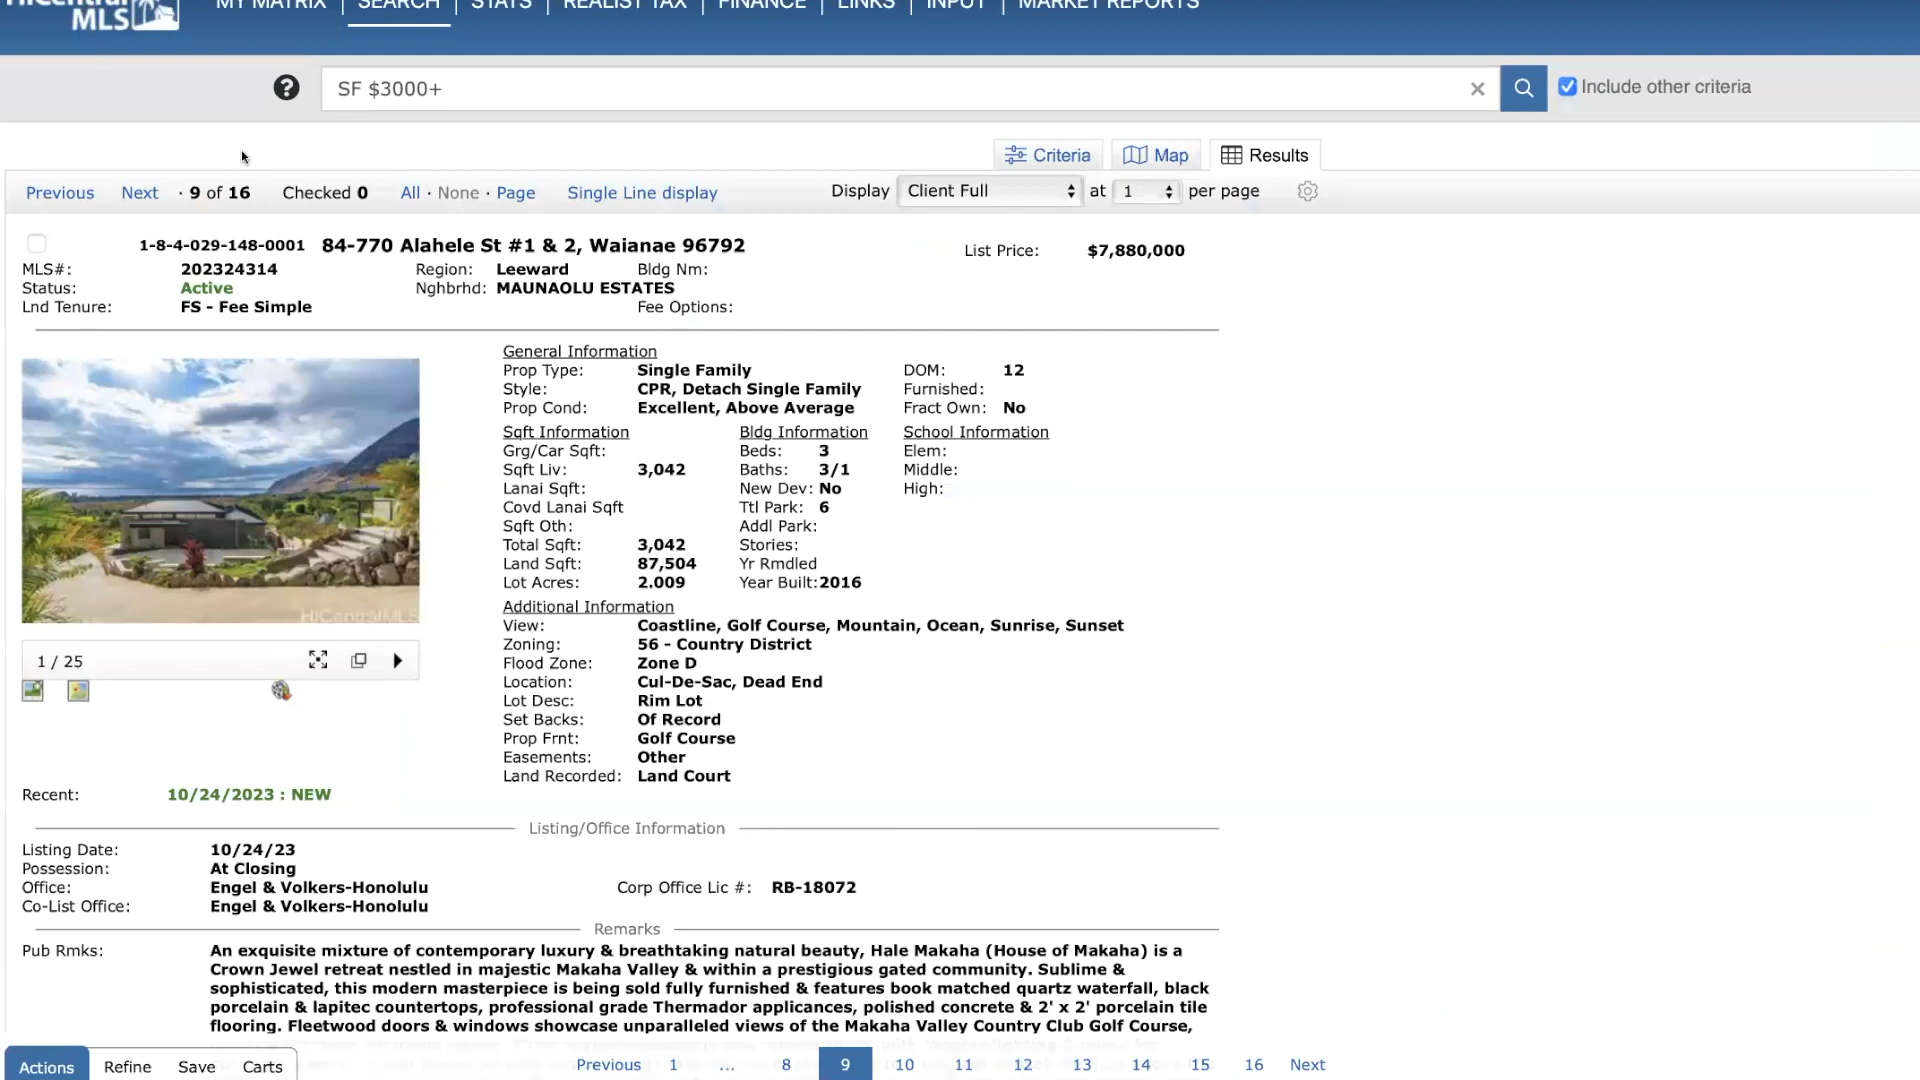 HiCentral MLS
MY MATRIX | SEARCH | STATS | REALIST TAX | FINANCE | LINKS | INPUT | MARKET REPORTS
? SF $3000+ × Include other criteria
Criteria Map Results
Previous Next · 9 of 16 Checked 0 All · None · Page Single Line display Display Client Full at 1 per page
1-8-4-029-148-0001 84-770 Alahele St #1 & 2, Waianae 96792 List Price: $7,880,000
MLS#: 202324314 Region: Leeward Bldg Nm:
Status: Active Nghbrhd: MAUNAOLU ESTATES
Lnd Tenure: FS - Fee Simple Fee Options:
General Information
Prop Type: Single Family DOM: 12
Style: CPR, Detach Single Family Furnished:
Prop Cond: Excellent, Above Average Fract Own: No
Sqft Information Bldg Information School Information
Grg/Car Sqft: Beds: 3 Elem:
Sqft Liv: 3,042 Baths: 3/1 Middle:
Lanai Sqft: New Dev: No High:
Covd Lanai Sqft Ttl Park: 6
Sqft Oth: Addl Park:
Total Sqft: 3,042 Stories:
Land Sqft: 87,504 Yr Rmdled
Lot Acres: 2.009 Year Built: 2016
Additional Information
View: Coastline, Golf Course, Mountain, Ocean, Sunrise, Sunset
Zoning: 56 - Country District
Flood Zone: Zone D
Location: Cul-De-Sac, Dead End
Lot Desc: Rim Lot
Set Backs: Of Record
Prop Frnt: Golf Course
Easements: Other
Land Recorded: Land Court
HiCentralMLS
1 / 25
Recent: 10/24/2023 : NEW
Listing/Office Information
Listing Date: 10/24/23
Possession: At Closing
Office: Engel & Volkers-Honolulu Corp Office Lic #: RB-18072
Co-List Office: Engel & Volkers-Honolulu
Remarks
Pub Rmks: An exquisite mixture of contemporary luxury & breathtaking natural beauty, Hale Makaha (House of Makaha) is a
Crown Jewel retreat nestled in majestic Makaha Valley & within a prestigious gated community. Sublime &
sophisticated, this modern masterpiece is being sold fully furnished & features book matched quartz waterfall, black
porcelain & lapitec countertops, professional grade Thermador applicances, polished concrete & 2' x 2' porcelain tile
flooring. Fleetwood doors & windows showcase unparalleled views of the Makaha Valley Country Club Golf Course,
Actions Refine Save Carts Previous 1 ... 8 9 10 11 12 13 14 15 16 Next